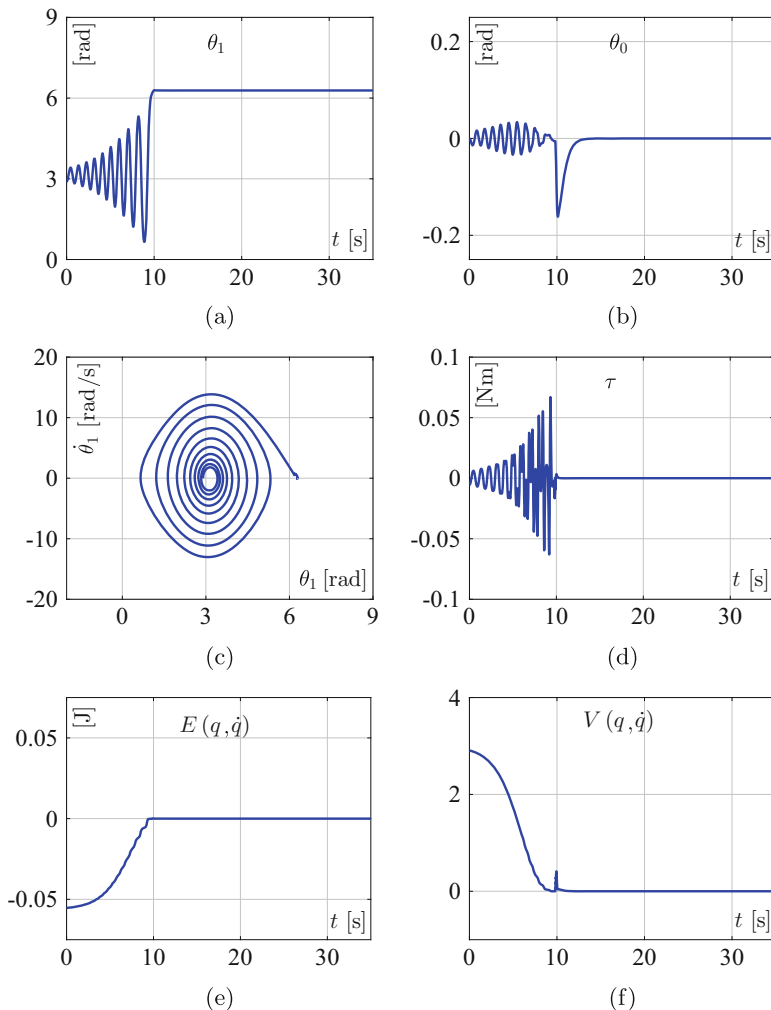 9
6
3
0
[rad]
θ₁
t [s]
0 10 20 30
(a)
0.2
0
-0.2
[rad]
θ₀
t [s]
0 10 20 30
(b)
20
10
0
-10
-20
θ̇₁ [rad/s]
θ₁ [rad]
0 3 6 9
(c)
0.1
0.05
0
-0.05
-0.1
[Nm]
τ
t [s]
0 10 20 30
(d)
0.05
0
-0.05
[J]
E (q, q̇)
t [s]
0 10 20 30
(e)
4
2
0
V (q, q̇)
t [s]
0 10 20 30
(f)